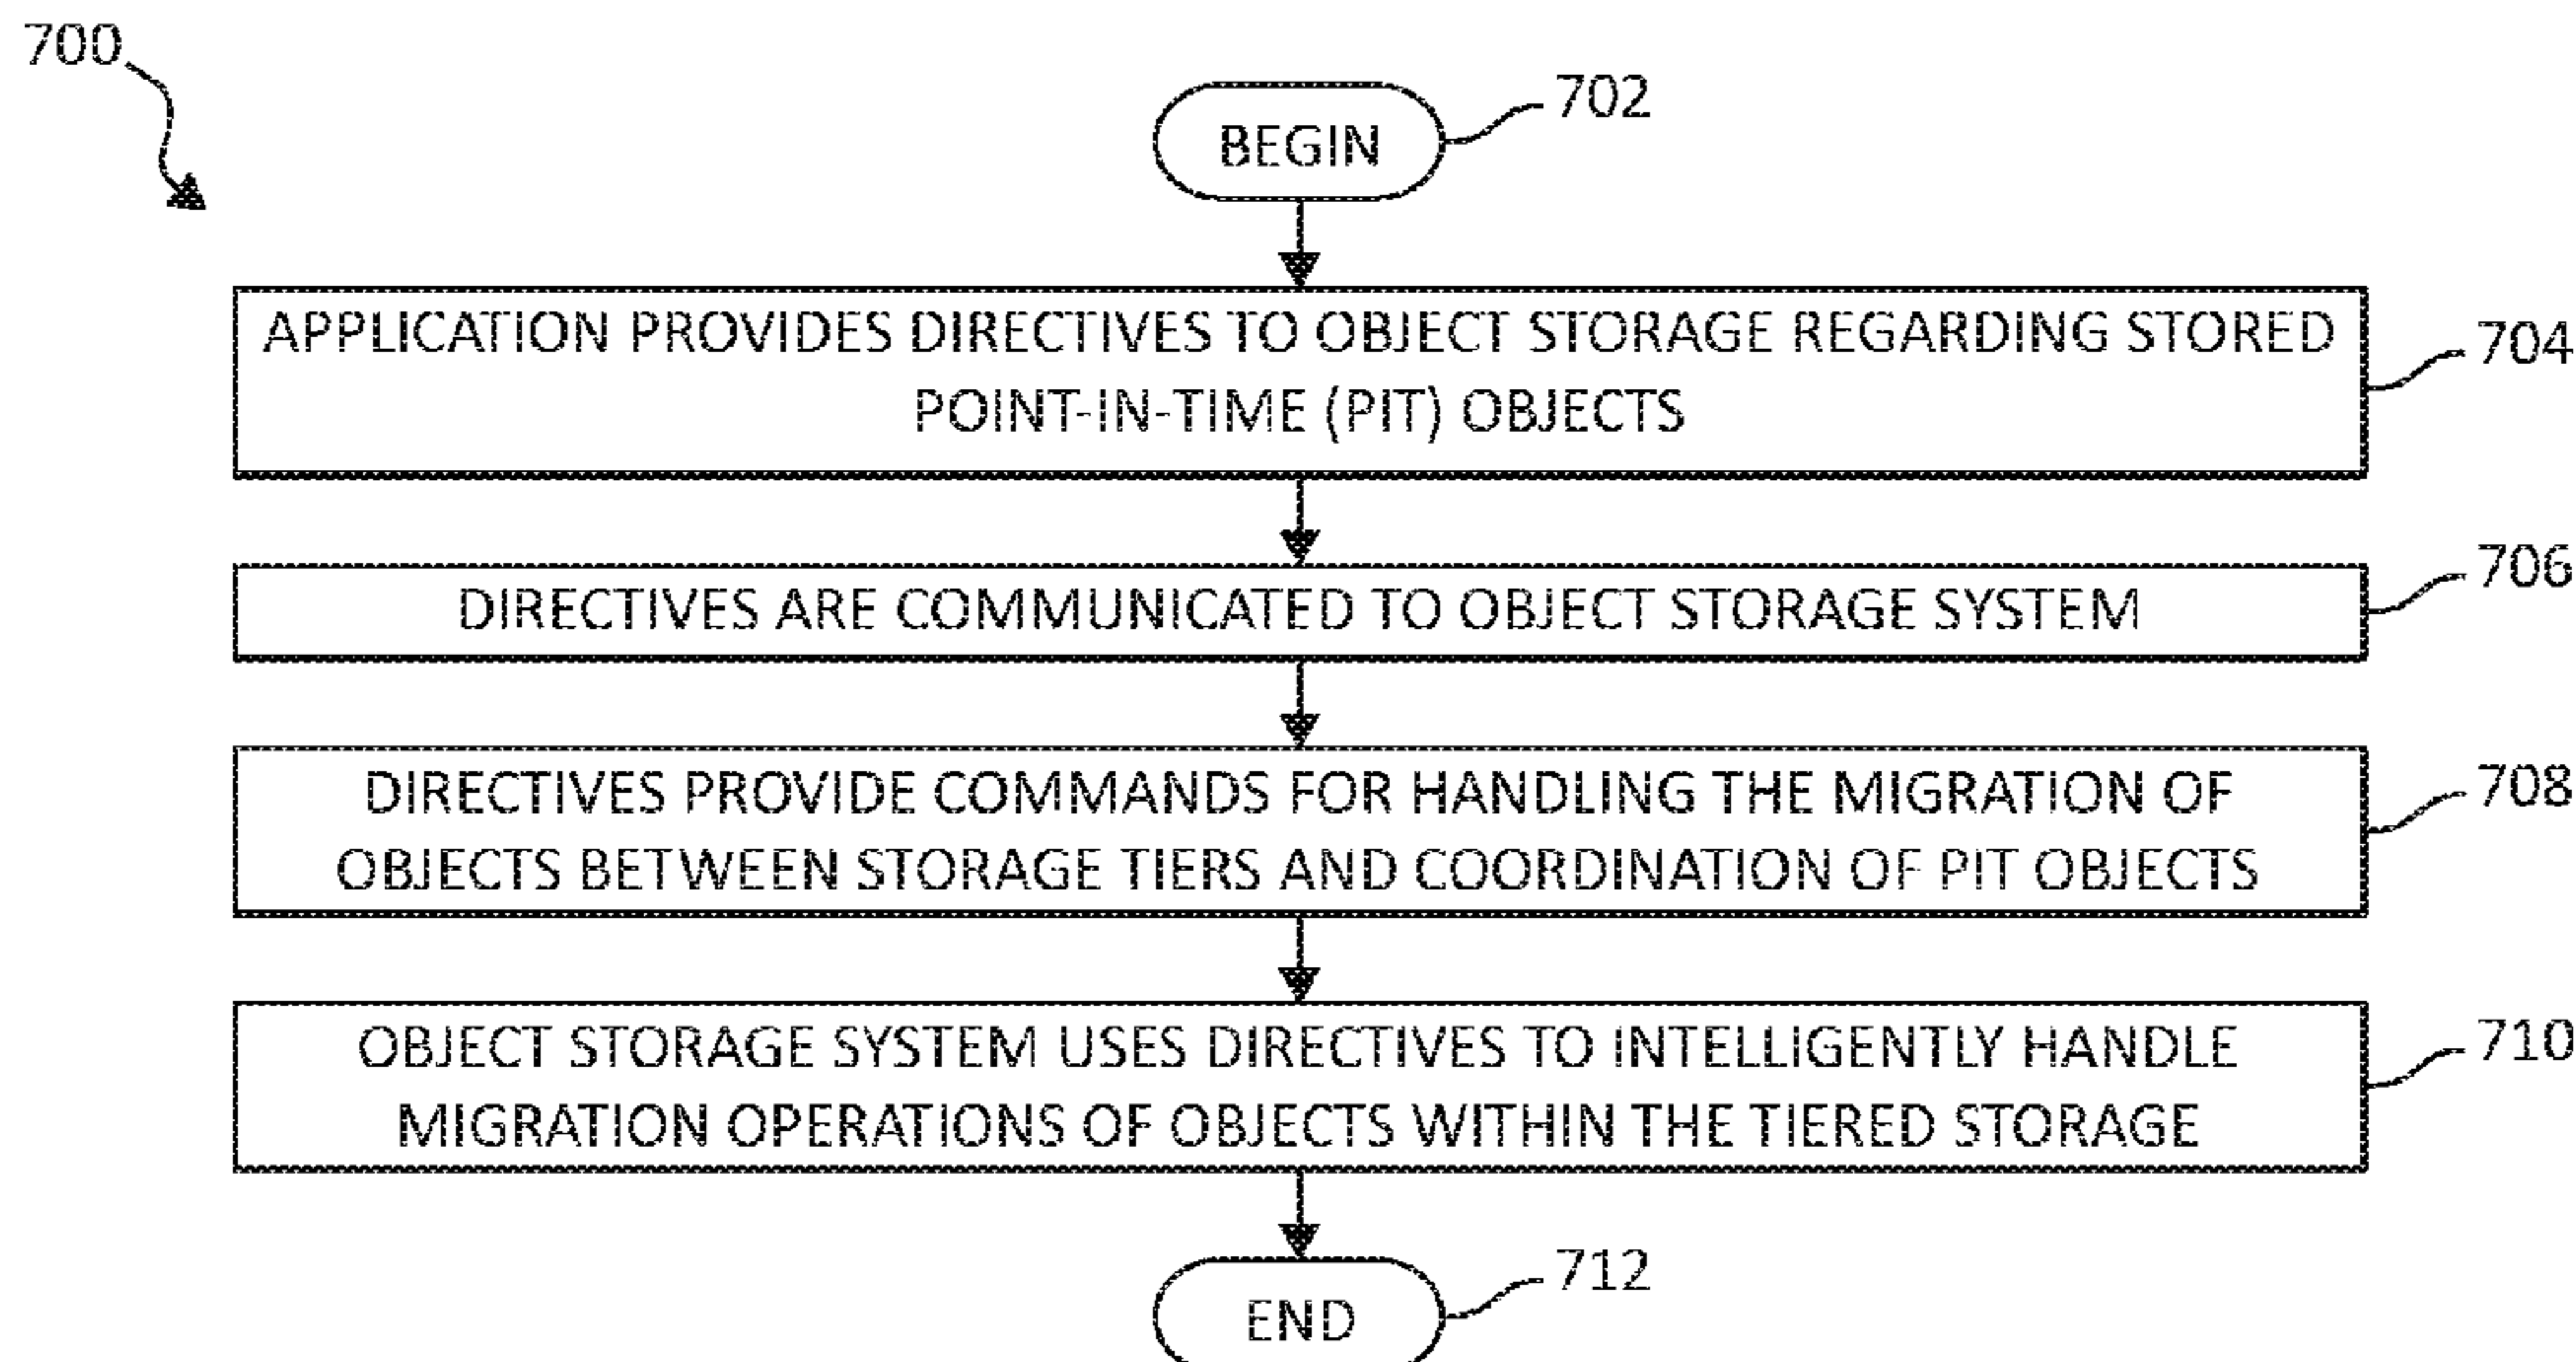 700
BEGIN
702
APPLICATION PROVIDES DIRECTIVES TO OBJECT STORAGE REGARDING STORED
POINT-IN-TIME (PIT) OBJECTS
704
DIRECTIVES ARE COMMUNICATED TO OBJECT STORAGE SYSTEM
706
DIRECTIVES PROVIDE COMMANDS FOR HANDLING THE MIGRATION OF
OBJECTS BETWEEN STORAGE TIERS AND COORDINATION OF PIT OBJECTS
708
OBJECT STORAGE SYSTEM USES DIRECTIVES TO INTELLIGENTLY HANDLE
MIGRATION OPERATIONS OF OBJECTS WITHIN THE TIERED STORAGE
710
END
712